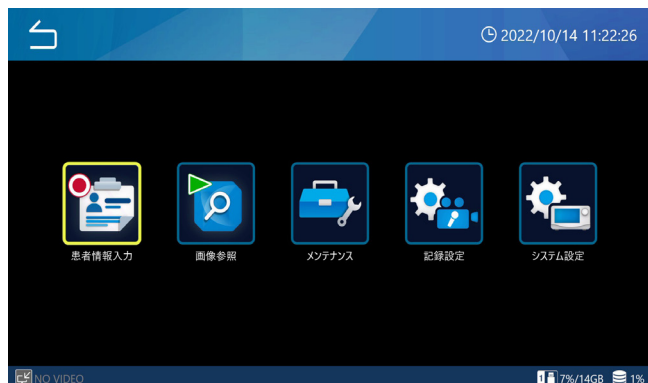 2022/10/14 11:22:26
患者情報入力
画像参照
メンテナンス
記録設定
システム設定
NO VIDEO
1 7%/14GB 1%